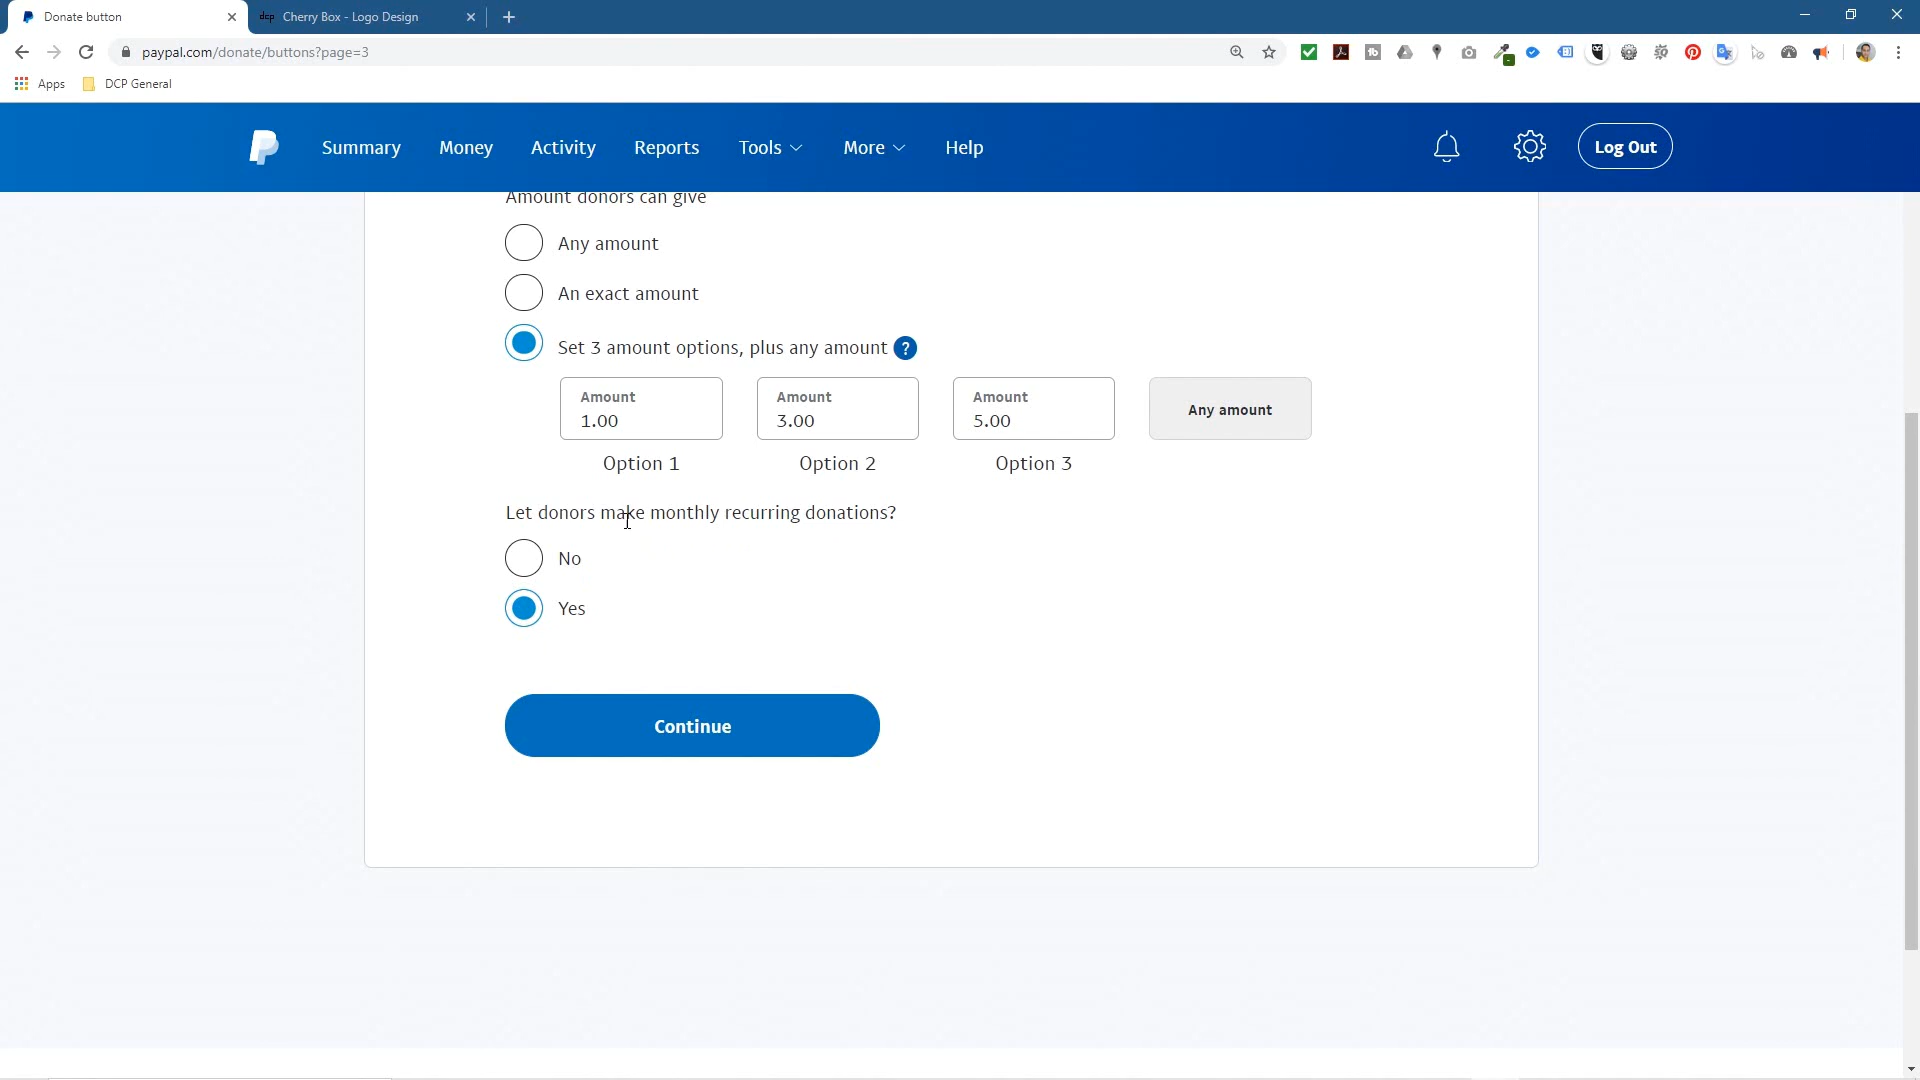 Donate button
dcp Cherry Box - Logo Design
paypal.com/donate/buttons?page=3
Apps
DCP General
Summary
Money
Activity
Reports
Tools
More
Help
Log Out
Amount donors can give
Any amount
An exact amount
Set 3 amount options, plus any amount ?
Amount
1.00
Option 1
Amount
3.00
Option 2
Amount
5.00
Option 3
Any amount
Let donors make monthly recurring donations?
No
Yes
Continue